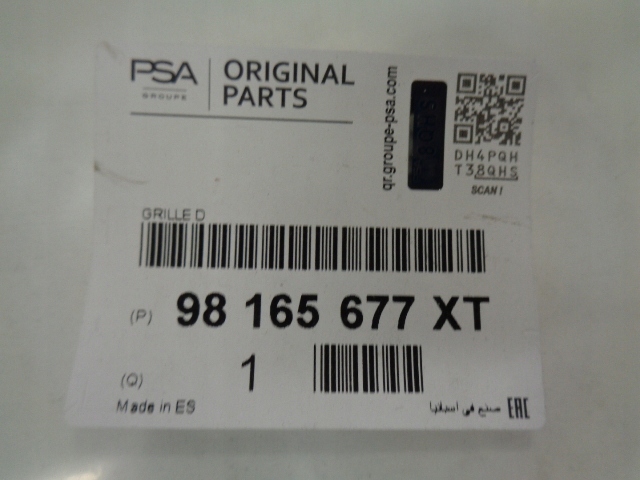 PSA
GROUPE
ORIGINAL
PARTS
qr.groupe-psa.com
DH4PQH
T38QHS
SCAN!
GRILLE D
(P) 98 165 677 XT
(Q) 1
Made in ES
صنع في اسبانيا
EAC